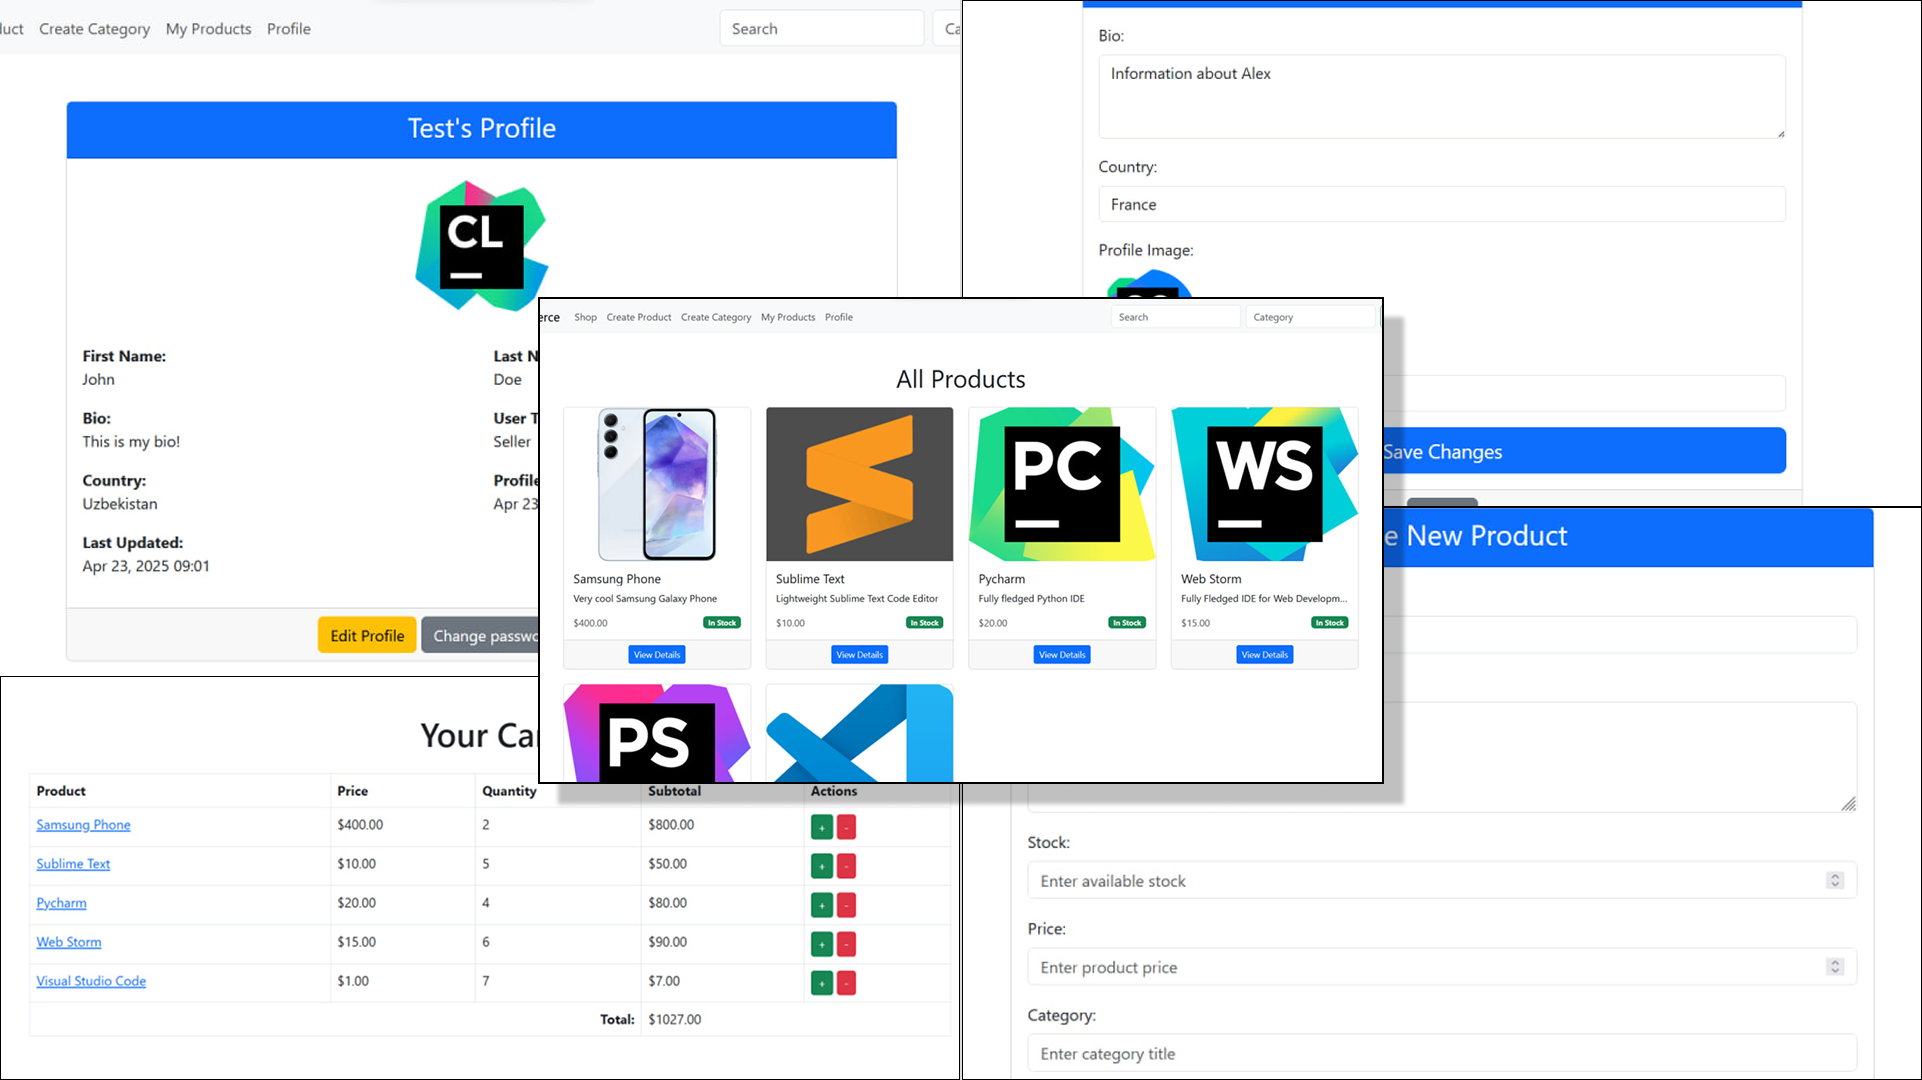 Create Category My Products Profile
Search
Test's Profile
CL
First Name:
John
Bio:
This is my bio!
User
Doe
Seller
Country:
Uzbekistan
Profile
Apr 23
Last Updated:
Apr 23, 2025 09:01
Edit Profile Change
Bio:
Information about Alex
Country:
France
Profile Image:
Save Changes
Shop Create Product Create Category My Products Profile
Search Category
All Products
PC
WS
Samsung Phone
Very cool Samsung Galaxy Phone
$400.00 In Stock
View Details
Sublime Text
Lightweight Sublime Text Code Editor
$10.00 In Stock
View Details
Pycharm
Fully fledged Python IDE
$20.00 In Stock
View Details
Web Storm
Fully Fledged IDE for Web Developm...
$15.00 In Stock
View Details
PS
Your
Product Price Quantity Subtotal Actions
Samsung Phone $400.00 2 $800.00 + -
Sublime Text $10.00 5 $50.00 + -
Pycharm $20.00 4 $80.00 + -
Web Storm $15.00 6 $90.00 + -
Visual Studio Code $1.00 7 $7.00 + -
Total: $1027.00
New Product
Stock:
Enter available stock
Price:
Enter product price
Category:
Enter category title